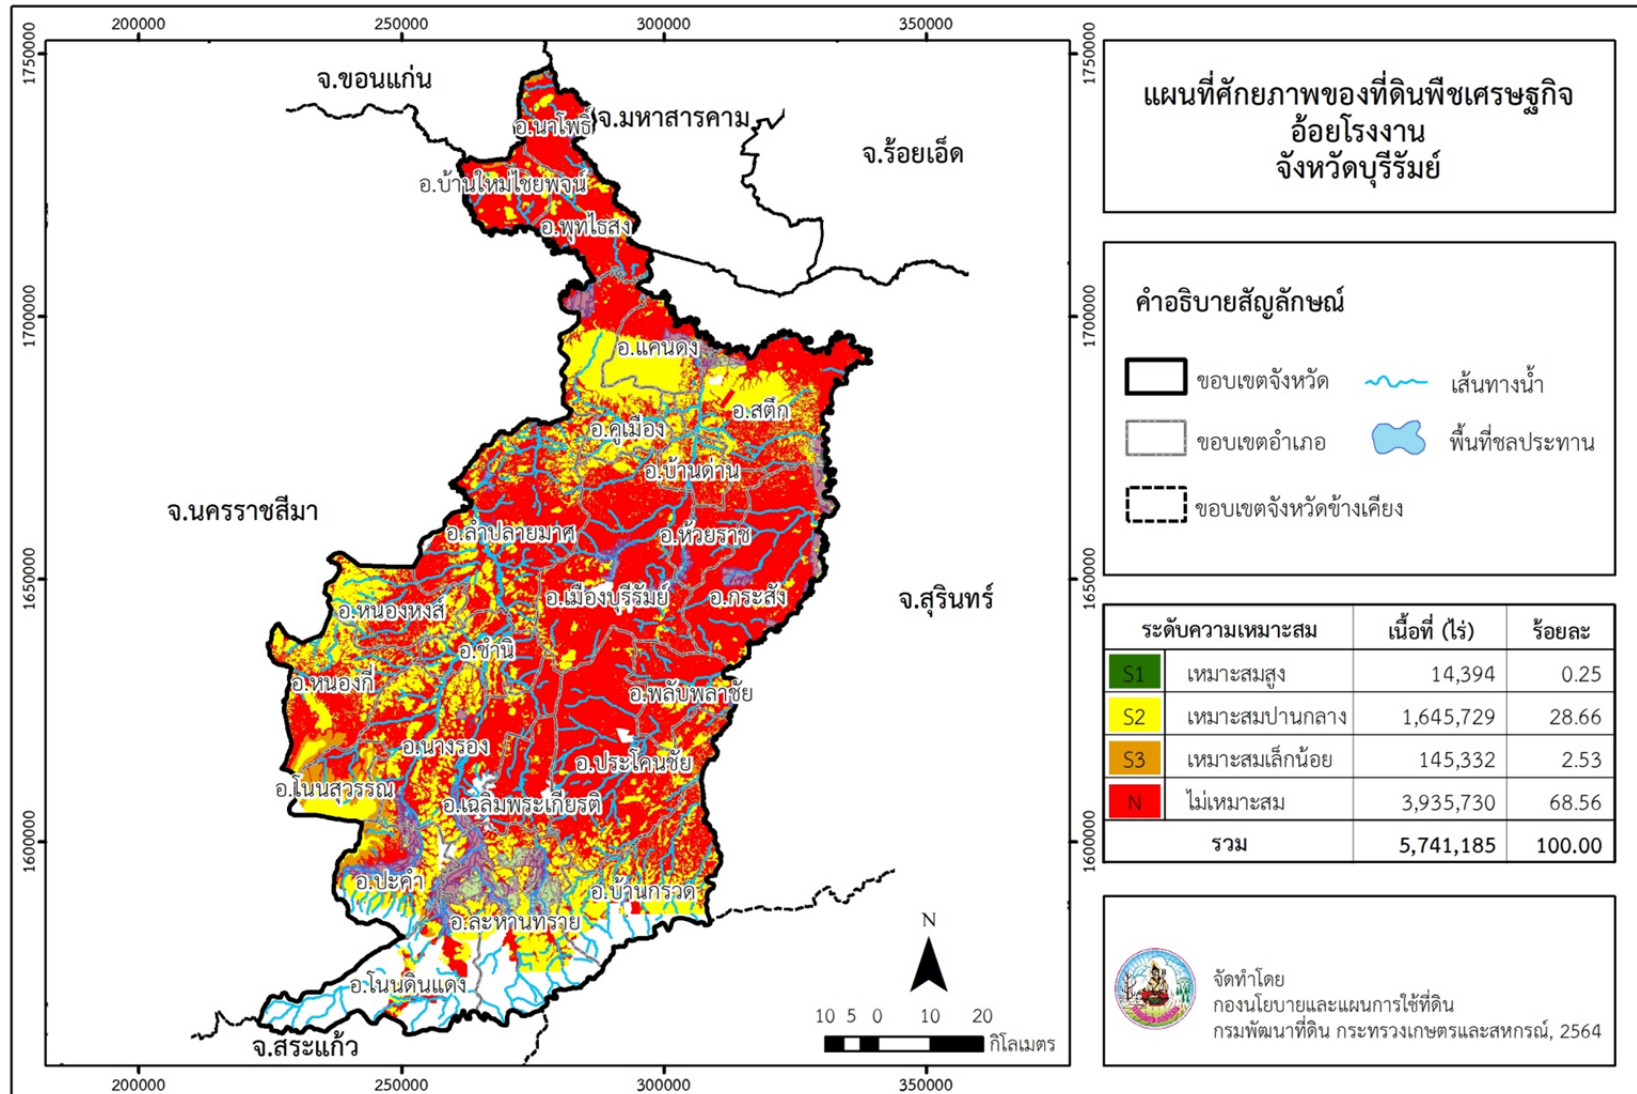 200000
250000
300000
350000
1750000
1750000
จ.ขอนแก่น
จ.มหาสารคาม
จ.ร้อยเอ็ด
อ.นาโพธิ์
อ.บ้านใหม่ไชยพจน์
อ.พุทไธสง
1700000
1700000
อ.แคนดง
อ.สตึก
อ.คูเมือง
อ.บ้านด่าน
จ.นครราชสีมา
อ.ลำปลายมาศ
อ.ห้วยราช
1650000
1650000
อ.เมืองบุรีรัมย์
อ.กระสัง
จ.สุรินทร์
อ.หนองหงส์
อ.ชำนิ
อ.หนองกี่
อ.พลับพลาชัย
อ.นางรอง
อ.ประโคนชัย
อ.โนนสุวรรณ
อ.เฉลิมพระเกียรติ
1600000
1600000
อ.ปะคำ
อ.บ้านกรวด
อ.ละหานทราย
อ.โนนดินแดง
จ.สระแก้ว
N
10 5 0 10 20
กิโลเมตร
200000
250000
300000
350000
แผนที่ศักยภาพของที่ดินพืชเศรษฐกิจ
อ้อยโรงงาน
จังหวัดบุรีรัมย์
คำอธิบายสัญลักษณ์
ขอบเขตจังหวัด
เส้นทางน้ำ
ขอบเขตอำเภอ
พื้นที่ชลประทาน
ขอบเขตจังหวัดข้างเคียง
ระดับความเหมาะสม เนื้อที่ (ไร่) ร้อยละ
S1 เหมาะสมสูง 14,394 0.25
S2 เหมาะสมปานกลาง 1,645,729 28.66
S3 เหมาะสมเล็กน้อย 145,332 2.53
N ไม่เหมาะสม 3,935,730 68.56
รวม 5,741,185 100.00
จัดทำโดย
กองนโยบายและแผนการใช้ที่ดิน
กรมพัฒนาที่ดิน กระทรวงเกษตรและสหกรณ์, 2564